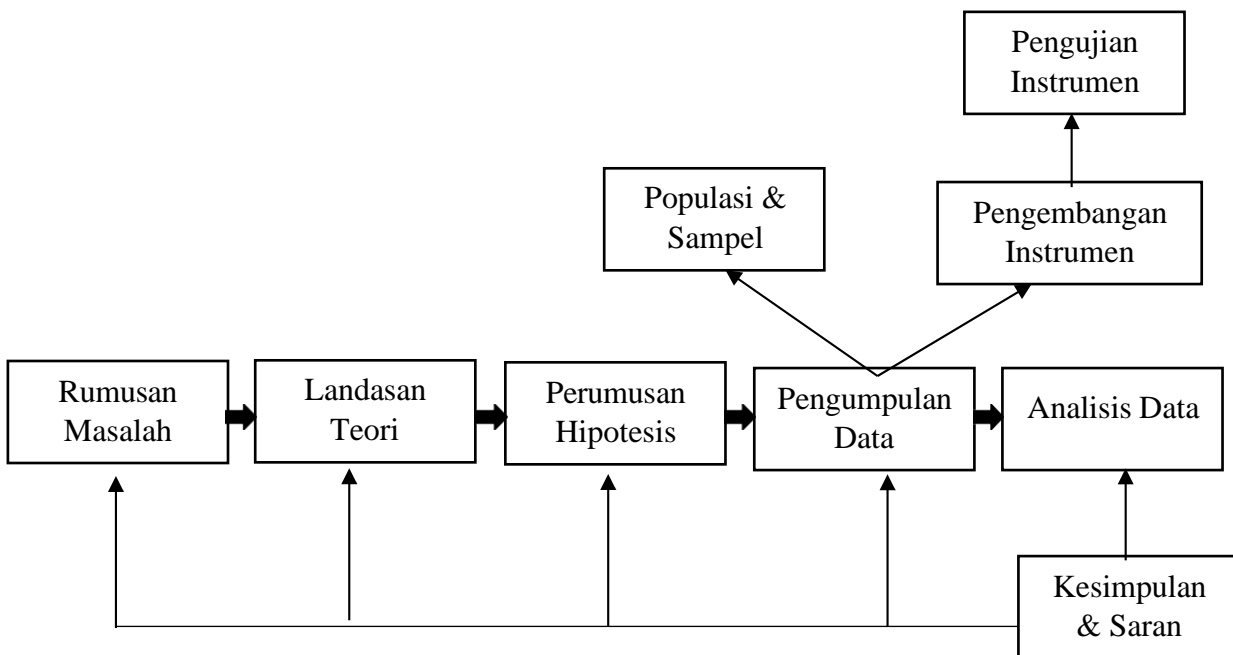 Pengujian
Instrumen
Populasi &
Sampel
Pengembangan
Instrumen
Rumusan
Masalah
Landasan
Teori
Perumusan
Hipotesis
Pengumpulan
Data
Analisis Data
Kesimpulan
& Saran